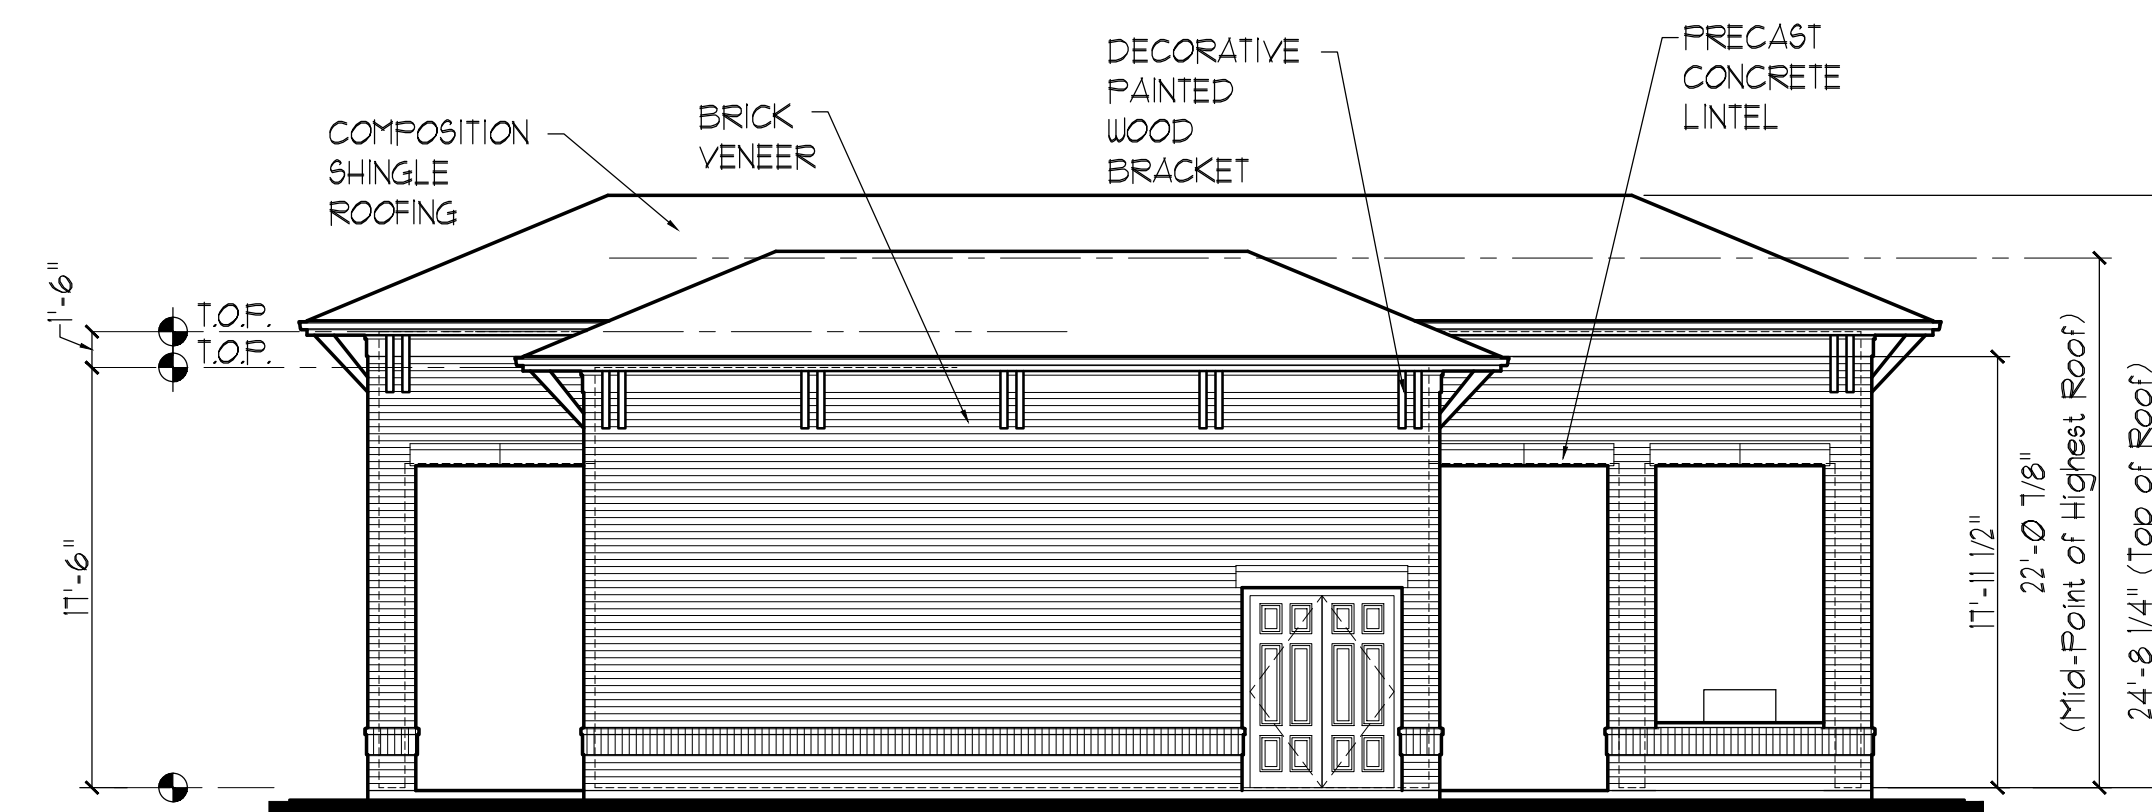 COMPOSITION
SHINGLE
ROOFING
BRICK
VENEER
DECORATIVE
PAINTED
WOOD
BRACKET
PRECAST
CONCRETE
LINTEL
1'-6"
T.O.P.
T.O.P.
17'-6"
17'-11 1/2"
22'-0 7/8"
(Mid-Point of Highest Roof)
24'-8 1/4" (Top of Roof)